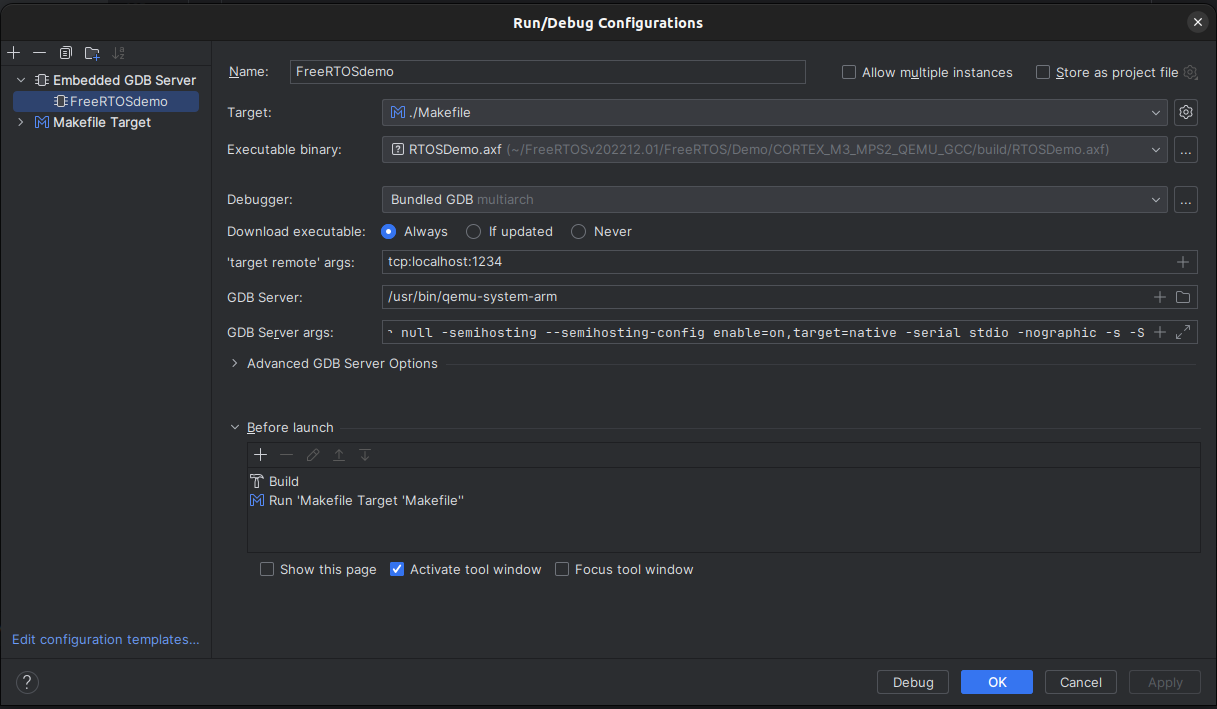 Run/Debug Configurations
Embedded GDB Server
FreeRTOSdemo
Makefile Target
Edit configuration templates...
Name: FreeRTOSdemo Allow multiple instances Store as project file
Target: ./Makefile
Executable binary: RTOSDemo.axf (~/FreeRTOSv202212.01/FreeRTOS/Demo/CORTEX_M3_MPS2_QEMU_GCC/build/RTOSDemo.axf) ...
Debugger: Bundled GDB multiarch ...
Download executable: Always If updated Never
'target remote' args: tcp:localhost:1234
GDB Server: /usr/bin/qemu-system-arm
GDB Server args: null -semihosting --semihosting-config enable=on,target=native -serial stdio -nographic -s -S
Advanced GDB Server Options
Before launch
Build
Run 'Makefile Target 'Makefile''
Show this page Activate tool window Focus tool window
? Debug OK Cancel Apply